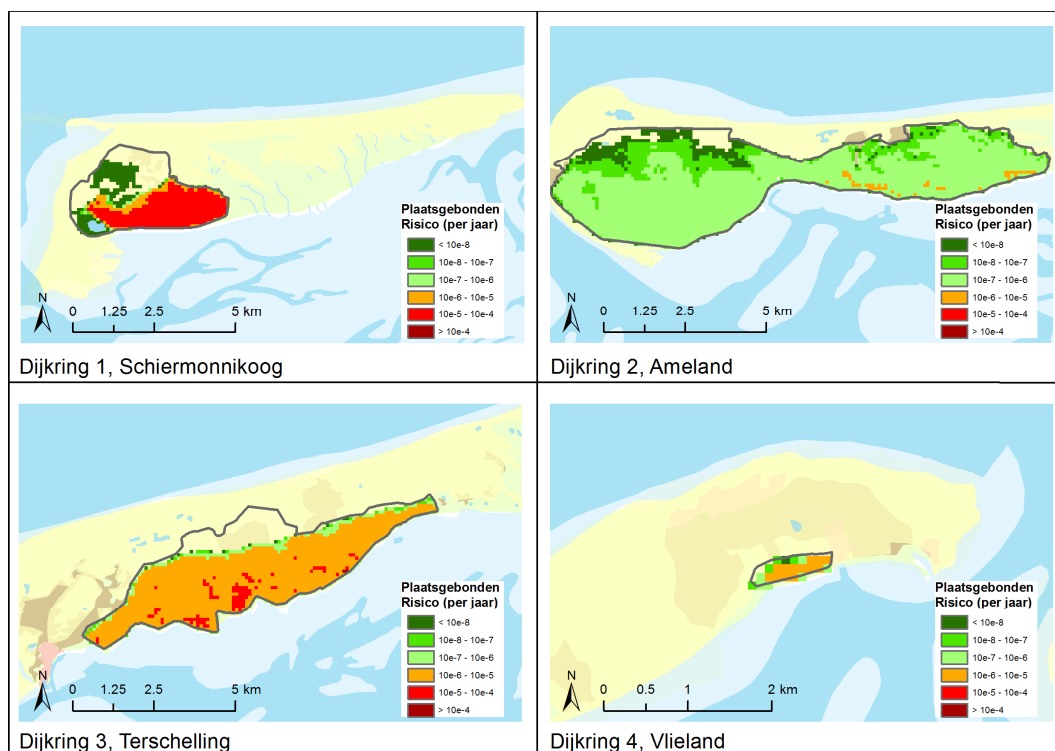 Plaatsgebonden
Risico (per jaar)
< 10e-8
10e-8 - 10e-7
10e-7 - 10e-6
10e-6 - 10e-5
10e-5 - 10e-4
> 10e-4
N
0 1.25 2.5 5 km
Dijkring 1, Schiermonnikoog
Plaatsgebonden
Risico (per jaar)
< 10e-8
10e-8 - 10e-7
10e-7 - 10e-6
10e-6 - 10e-5
10e-5 - 10e-4
> 10e-4
N
0 1.25 2.5 5 km
Dijkring 2, Ameland
Plaatsgebonden
Risico (per jaar)
< 10e-8
10e-8 - 10e-7
10e-7 - 10e-6
10e-6 - 10e-5
10e-5 - 10e-4
> 10e-4
N
0 1.25 2.5 5 km
Dijkring 3, Terschelling
Plaatsgebonden
Risico (per jaar)
< 10e-8
10e-8 - 10e-7
10e-7 - 10e-6
10e-6 - 10e-5
10e-5 - 10e-4
> 10e-4
N
0 0.5 1 2 km
Dijkring 4, Vlieland